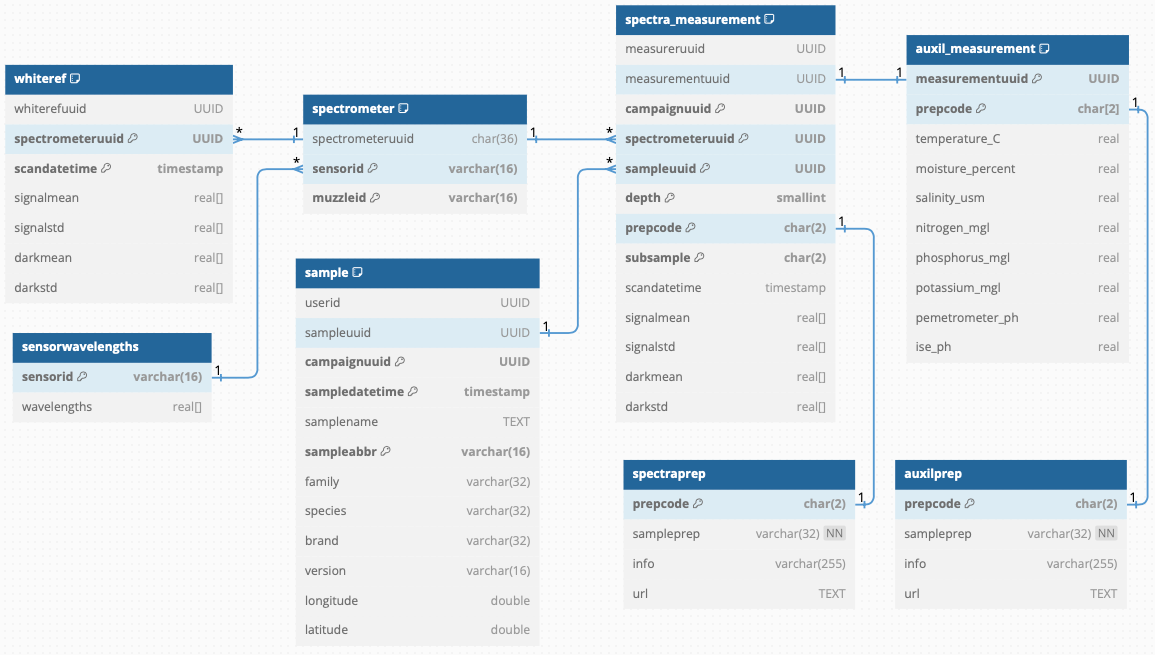 whiteref
whiterefuuid UUID
spectrometeruuid UUID
scandatetime timestamp
signalmean real[]
signalstd real[]
darkmean real[]
darkstd real[]
* 1
sensorwavelengths
sensorid varchar(16)
wavelengths real[]
1 *
spectrometer
spectrometeruuid char(36)
sensorid varchar(16)
muzzleid varchar(16)
1 *
sample
userid UUID
sampleuuid UUID
campaignuuid UUID
sampledatetime timestamp
samplename TEXT
sampleabbr varchar(16)
family varchar(32)
species varchar(32)
brand varchar(32)
version varchar(16)
longitude double
latitude double
1 *
spectra_measurement
measureruuid UUID
measurementuuid UUID
campaignuuid UUID
spectrometeruuid UUID
sampleuuid UUID
depth smallint
prepcode char(2)
subsample char(2)
scandatetime timestamp
signalmean real[]
signalstd real[]
darkmean real[]
darkstd real[]
1 1
auxil_measurement
measurementuuid UUID
prepcode char[2]
temperature_C real
moisture_percent real
salinity_usm real
nitrogen_mgl real
phosphorus_mgl real
potassium_mgl real
pemetrometer_ph real
ise_ph real
1 1
spectraprep
prepcode char(2)
sampleprep varchar(32) NN
info varchar(255)
url TEXT
1 1
auxilprep
prepcode char(2)
sampleprep varchar(32) NN
info varchar(255)
url TEXT